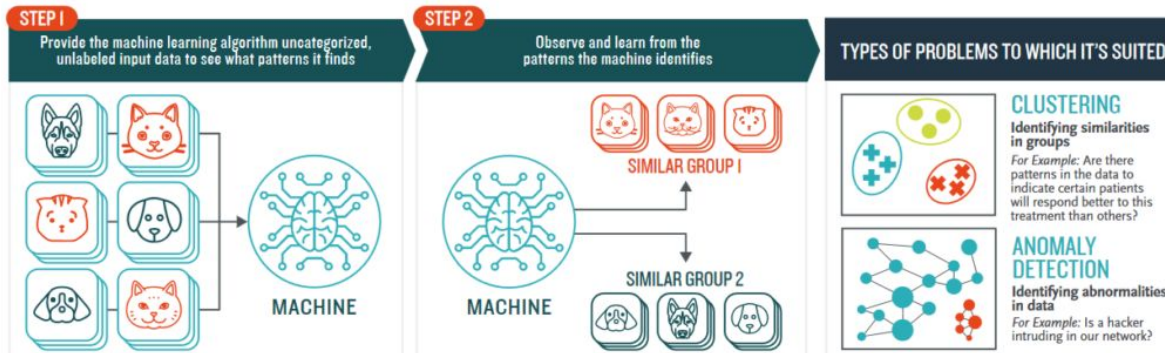 STEP 1
Provide the machine learning algorithm uncategorized,
unlabeled input data to see what patterns it finds
MACHINE
STEP 2
Observe and learn from the
patterns the machine identifies
SIMILAR GROUP 1
MACHINE
SIMILAR GROUP 2
TYPES OF PROBLEMS TO WHICH IT'S SUITED
CLUSTERING
Identifying similarities
in groups
For Example: Are there
patterns in the data to
indicate certain patients
will respond better to this
treatment than others?
ANOMALY
DETECTION
Identifying abnormalities
in data
For Example: Is a hacker
intruding in our network?